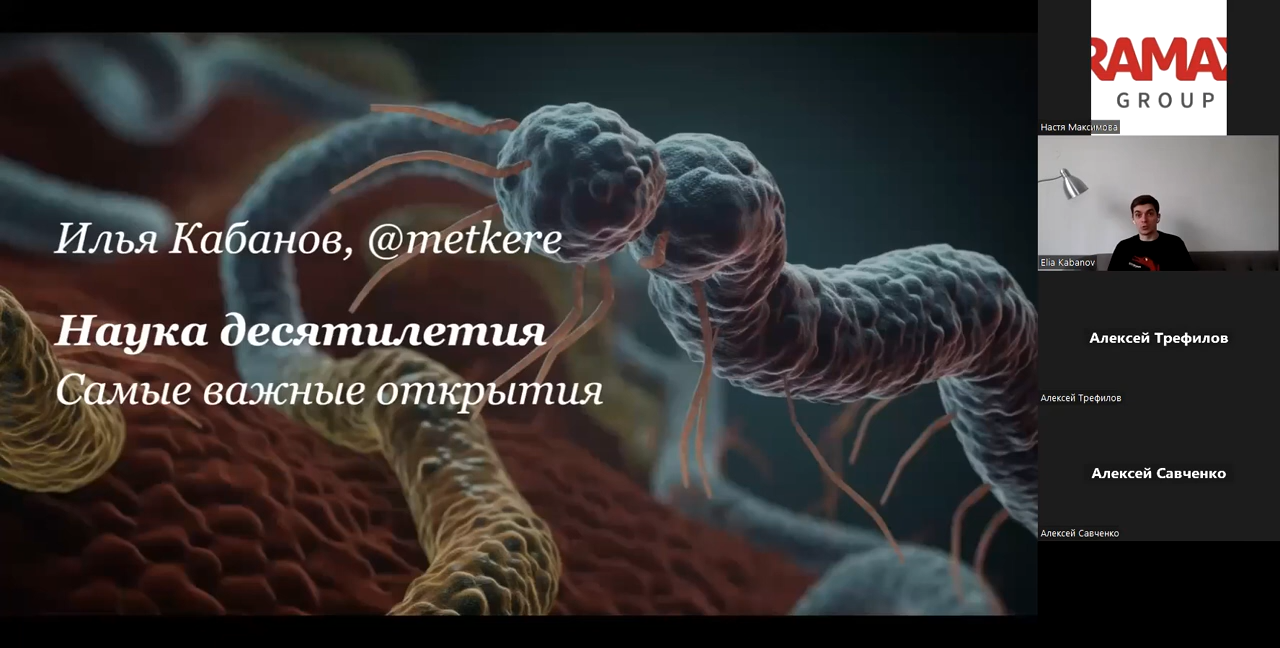 Илья Кабанов, @metkere
Наука десятилетия
Самые важные открытия
RAMAX
GROUP
Настя Максимова
Elia Kabanov
Алексей Трефилов
Алексей Трефилов
Алексей Савченко
Алексей Савченко